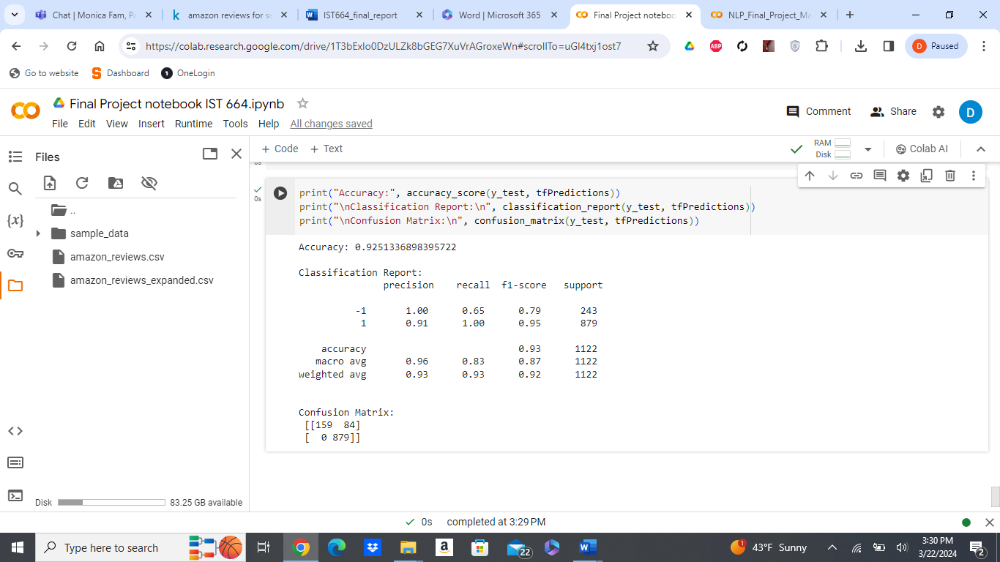 Chat | Monica Fam, Pa
amazon reviews for se
IST664_final_report
Word | Microsoft 365
Final Project noteboo
NLP_Final_Project_Ma
https://colab.research.google.com/drive/1T3bExlo0DzULZk8bGEG7XuVrAGroxeWn#scrollTo=uGl4txj1ost7
ABP
D Paused
Go to website
S Dashboard
1 OneLogin
Final Project notebook IST 664.ipynb
Comment
Share
D
File Edit View Insert Runtime Tools Help All changes saved
Files
+ Code + Text
RAM
Disk
Colab AI
0s
{x}
..
sample_data
amazon_reviews.csv
amazon_reviews_expanded.csv
Disk
83.25 GB available
0s
print("Accuracy:", accuracy_score(y_test, tfPredictions))
print("\nClassification Report:\n", classification_report(y_test, tfPredictions))
print("\nConfusion Matrix:\n", confusion_matrix(y_test, tfPredictions))
Accuracy: 0.9251336898395722
Classification Report:
precision recall f1-score support
-1 1.00 0.65 0.79 243
1 0.91 1.00 0.95 879
accuracy 0.93 1122
macro avg 0.96 0.83 0.87 1122
weighted avg 0.93 0.93 0.92 1122
Confusion Matrix:
[[159 84]
[ 0 879]]
0s completed at 3:29 PM
Type here to search
a
22
W
1
43°F Sunny
3:30 PM
3/22/2024
2